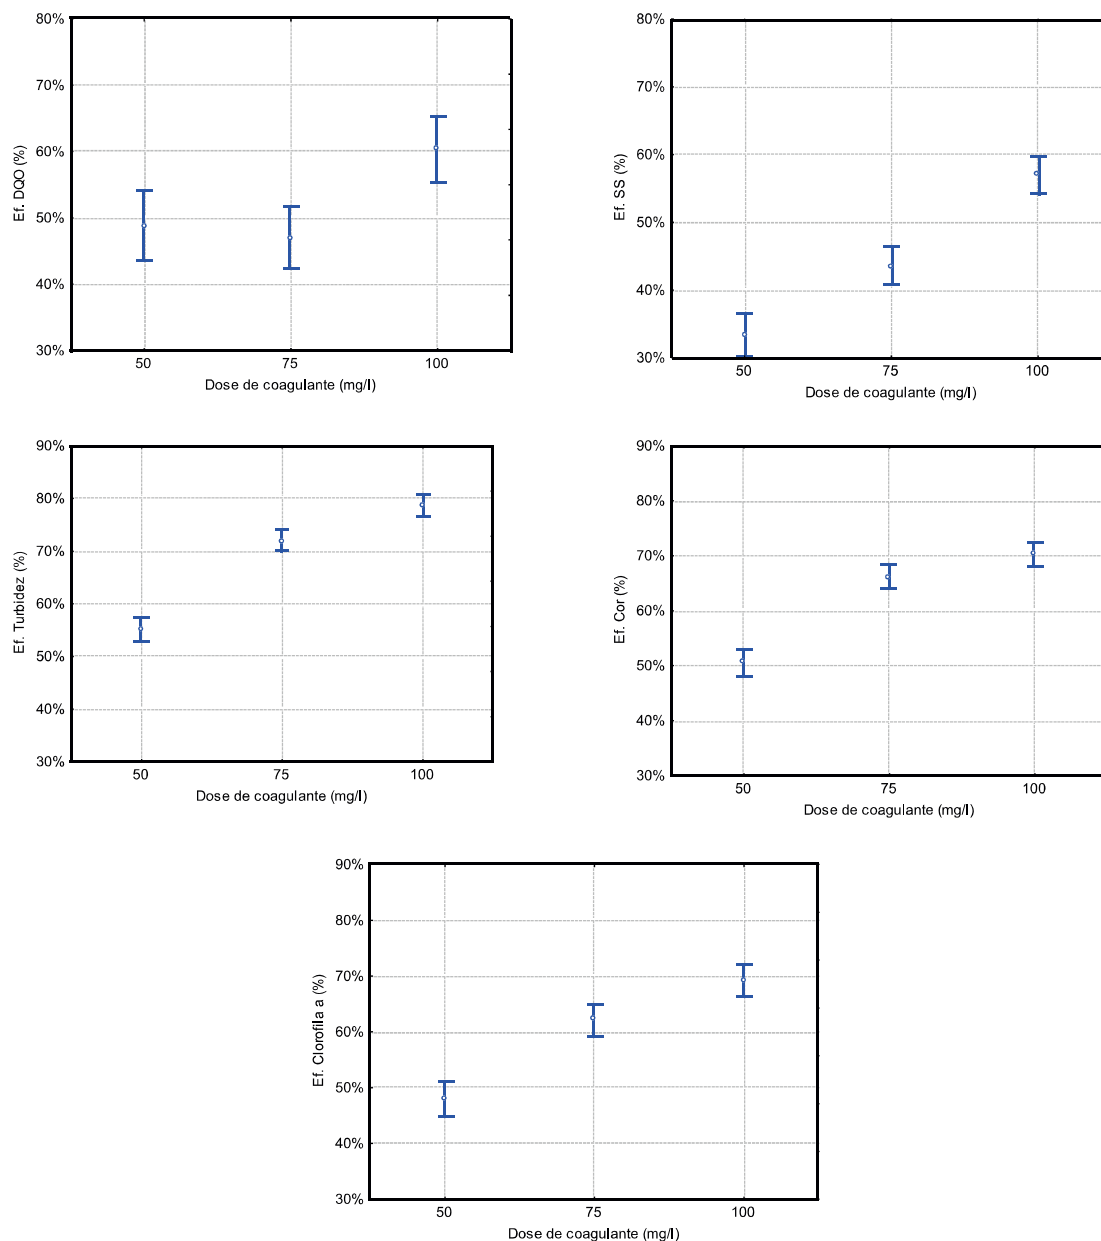 80%
70%
60%
50%
40%
30%
Ef. DQO (%)
50 75 100
Dose de coagulante (mg/l)
80%
70%
60%
50%
40%
30%
Ef. SS (%)
50 75 100
Dose de coagulante (mg/l)
90%
80%
70%
60%
50%
40%
30%
Ef. Turbidez (%)
50 75 100
Dose de coagulante (mg/l)
90%
80%
70%
60%
50%
40%
30%
Ef. Cor (%)
50 75 100
Dose de coagulante (mg/l)
90%
80%
70%
60%
50%
40%
30%
Ef. Clorofila a (%)
50 75 100
Dose de coagulante (mg/l)